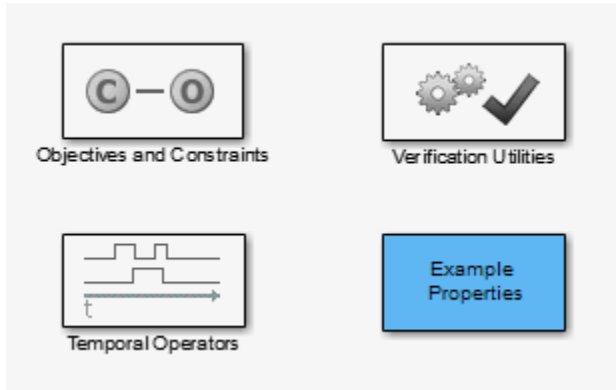 C O
Objectives and Constraints
Verification Utilities
t
Temporal Operators
Example
Properties